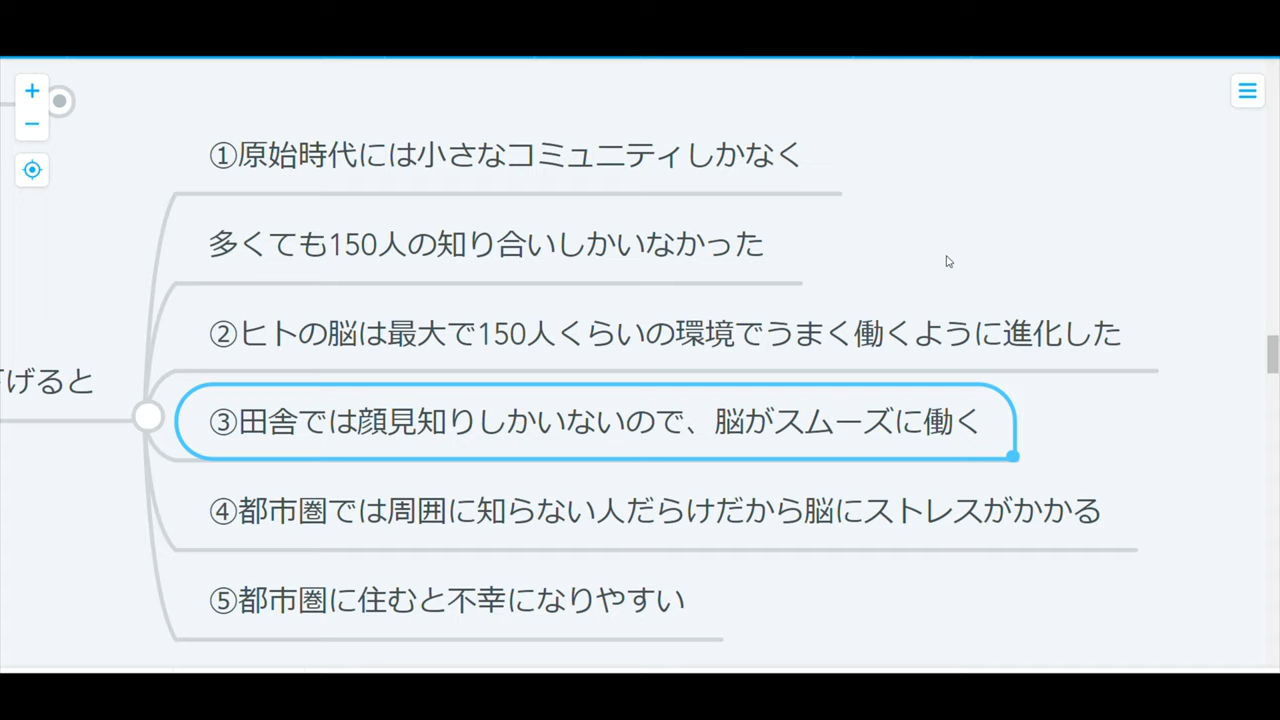 ①原始時代には小さなコミュニティしかなく
多くても150人の知り合いしかいなかった
②ヒトの脳は最大で150人くらいの環境でうまく働くように進化した
げると
③田舎では顔見知りしかいないので、脳がスムーズに働く
④都市圏では周囲に知らない人だらけだから脳にストレスがかかる
⑤都市圏に住むと不幸になりやすい